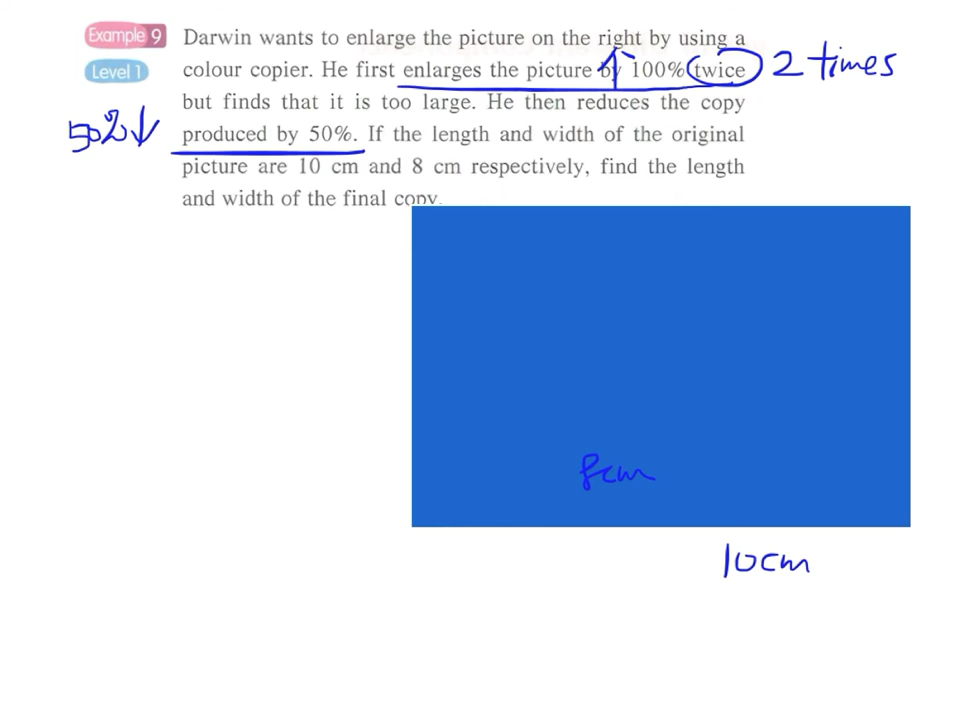 Example 9 Darwin wants to enlarge the picture on the right by using a
Level 1 colour copier. He first enlarges the picture by 100% twice 2 times
but finds that it is too large. He then reduces the copy
50%↓ produced by 50%. If the length and width of the original
picture are 10 cm and 8 cm respectively, find the length
and width of the final copy.
8cm
10cm